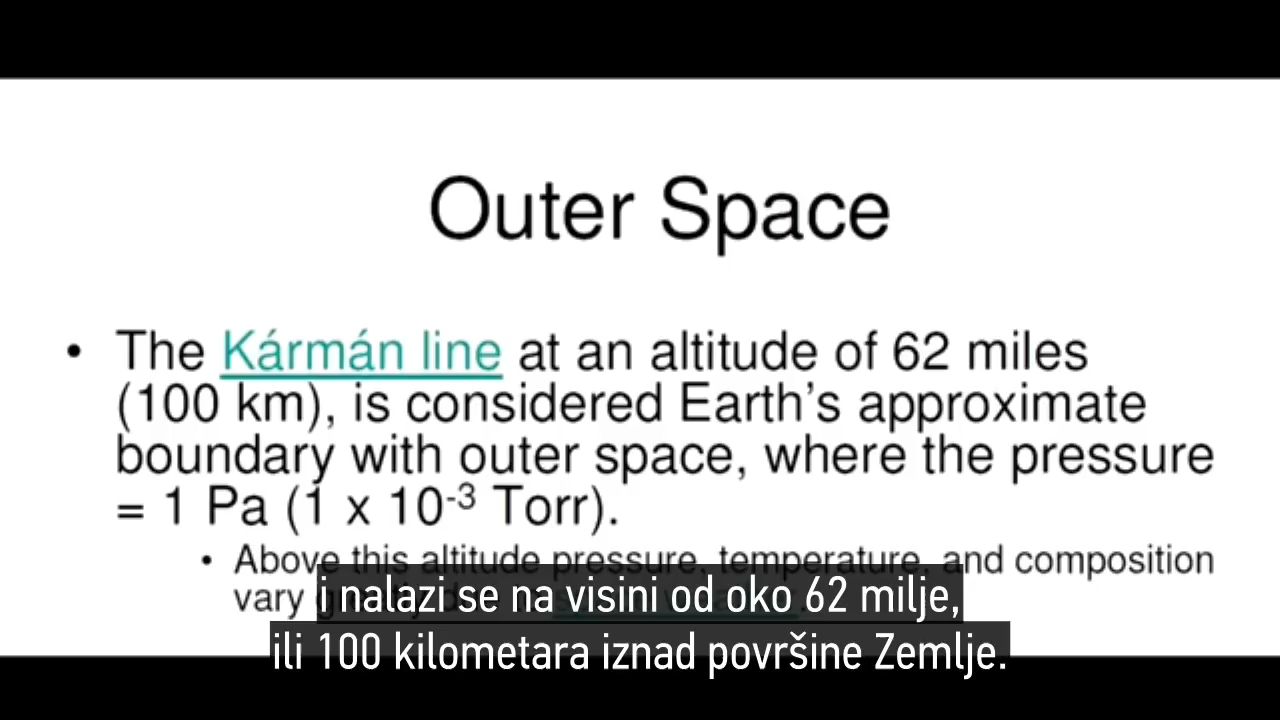 Outer Space
• The Kármán line at an altitude of 62 miles
(100 km), is considered Earth's approximate
boundary with outer space, where the pressure
= 1 Pa (1 x 10⁻³ Torr).
• Above this altitude pressure, temperature, and composition
vary
i nalazi se na visini od oko 62 milje,
ili 100 kilometara iznad površine Zemlje.